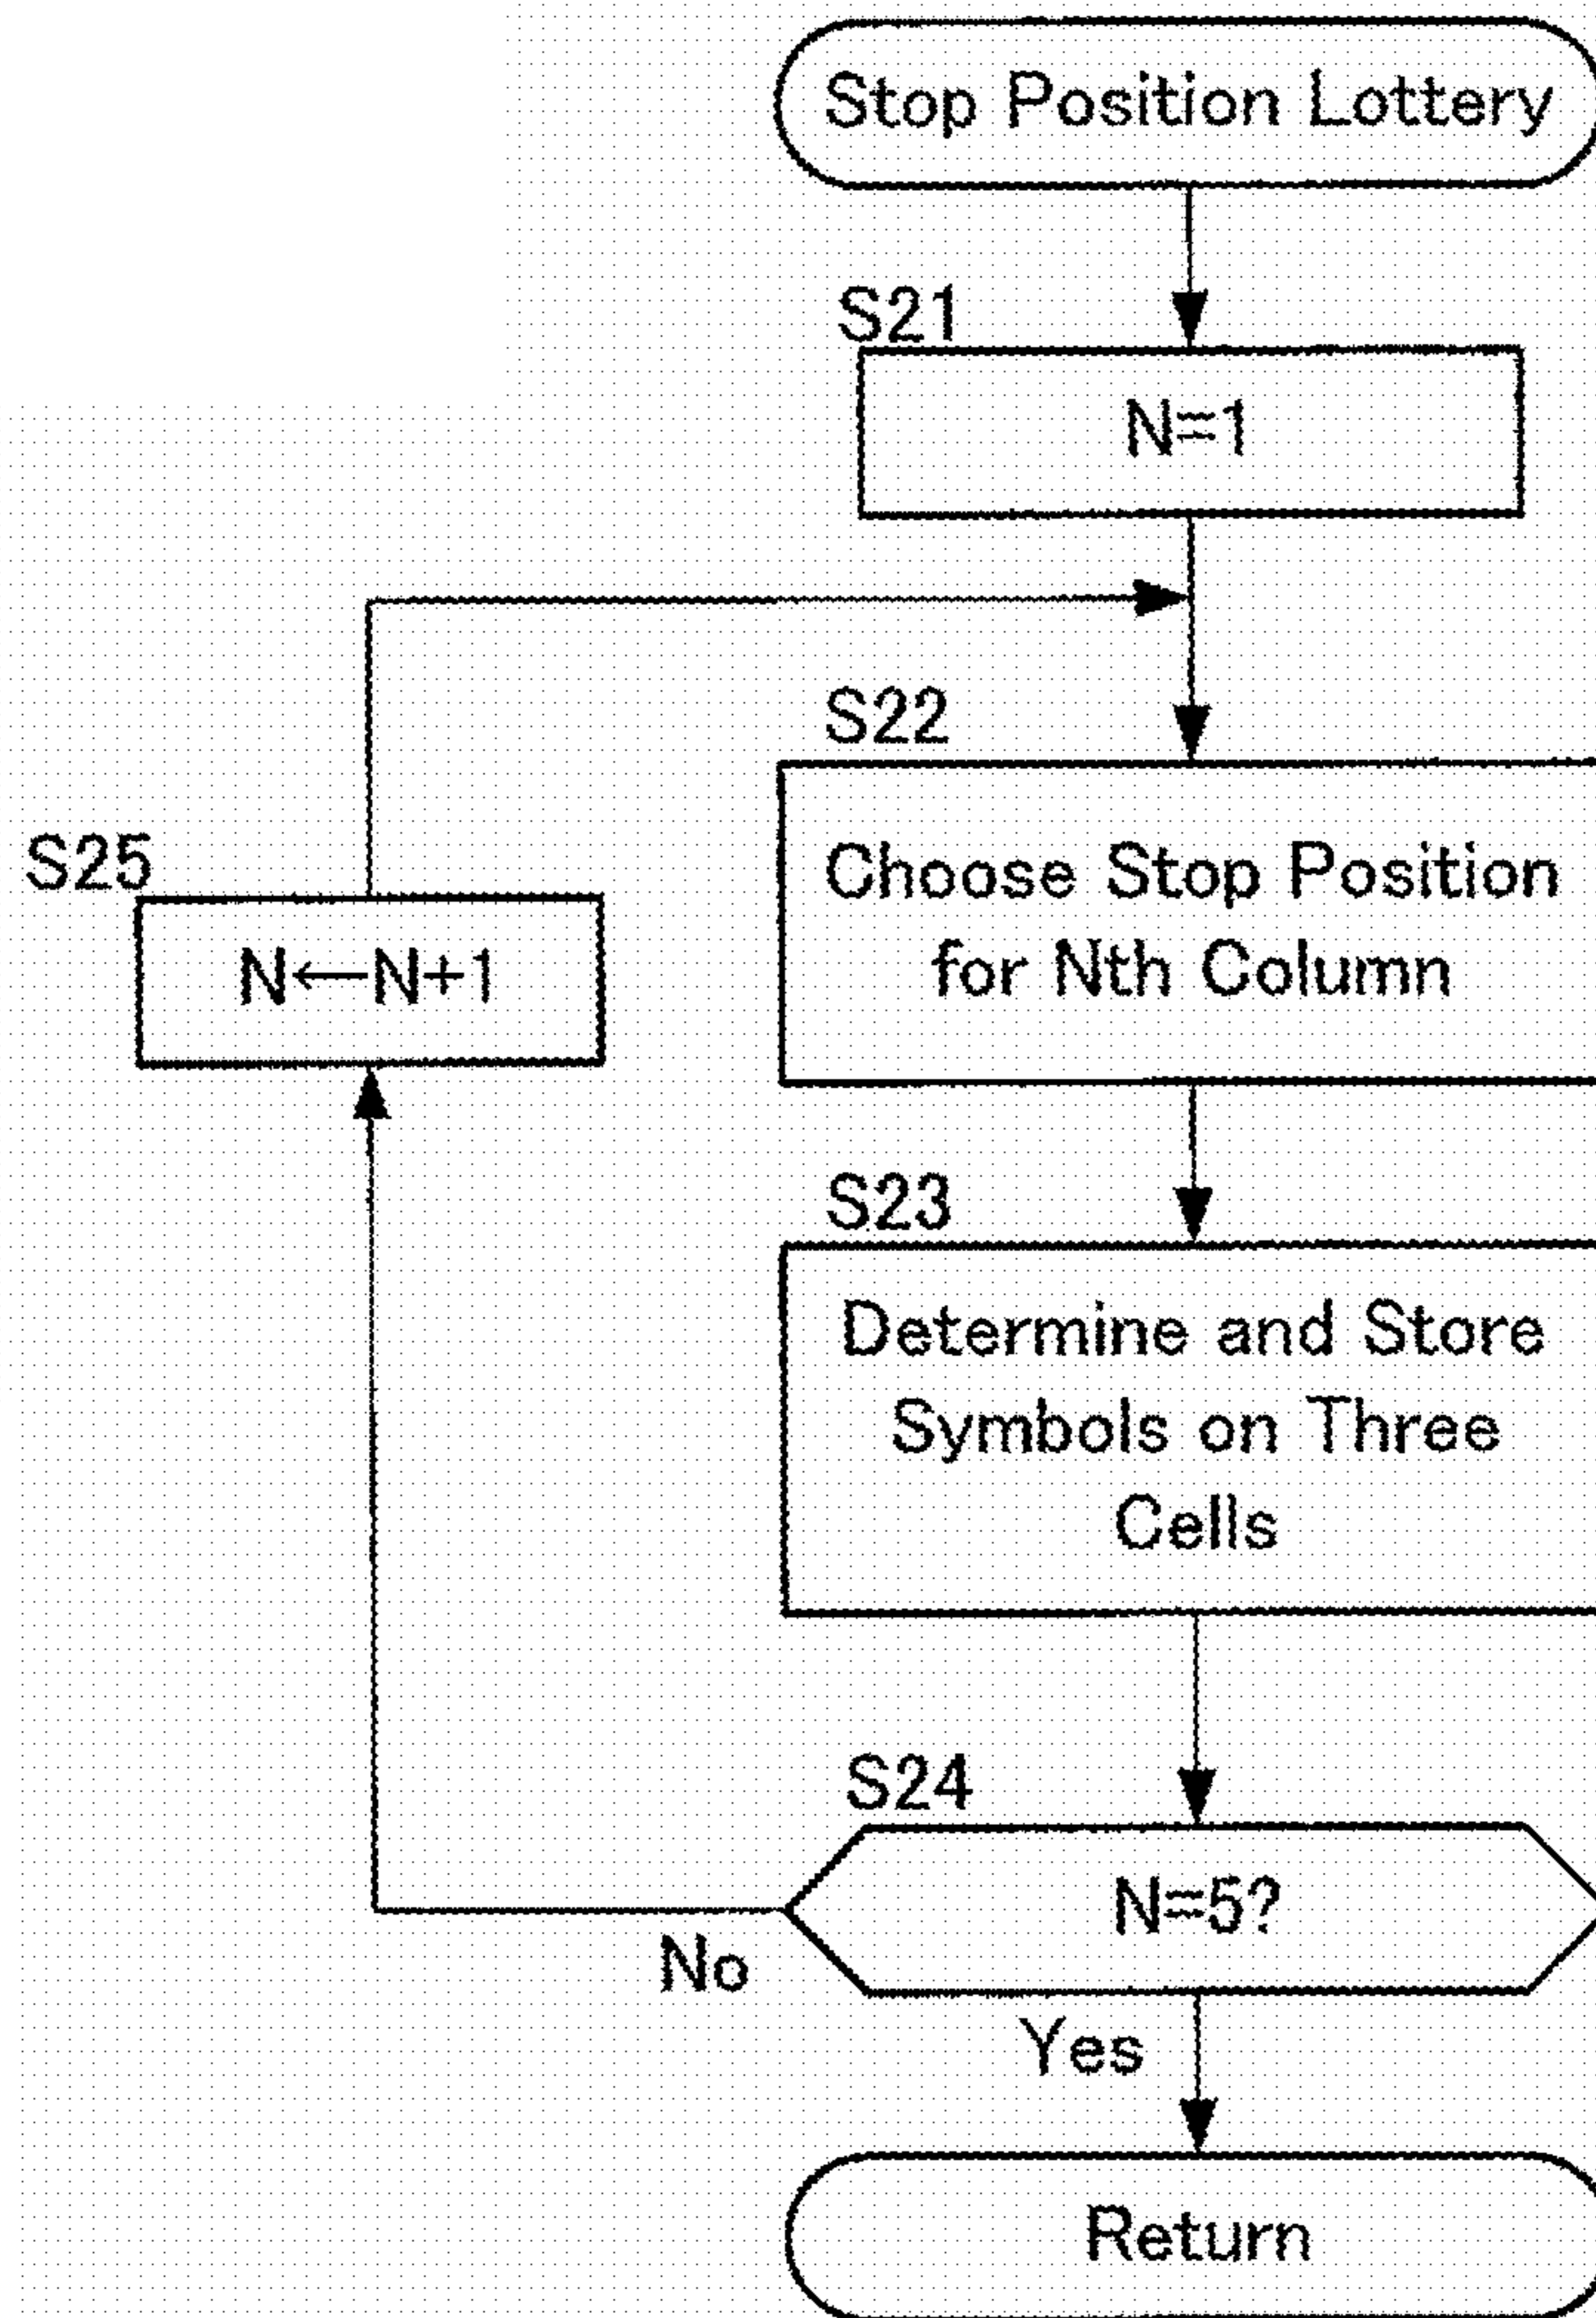 Stop Position Lottery
S21
N=1
S22
Choose Stop Position
for Nth Column
S25
N←N+1
S23
Determine and Store
Symbols on Three
Cells
S24
N=5?
No
Yes
Return